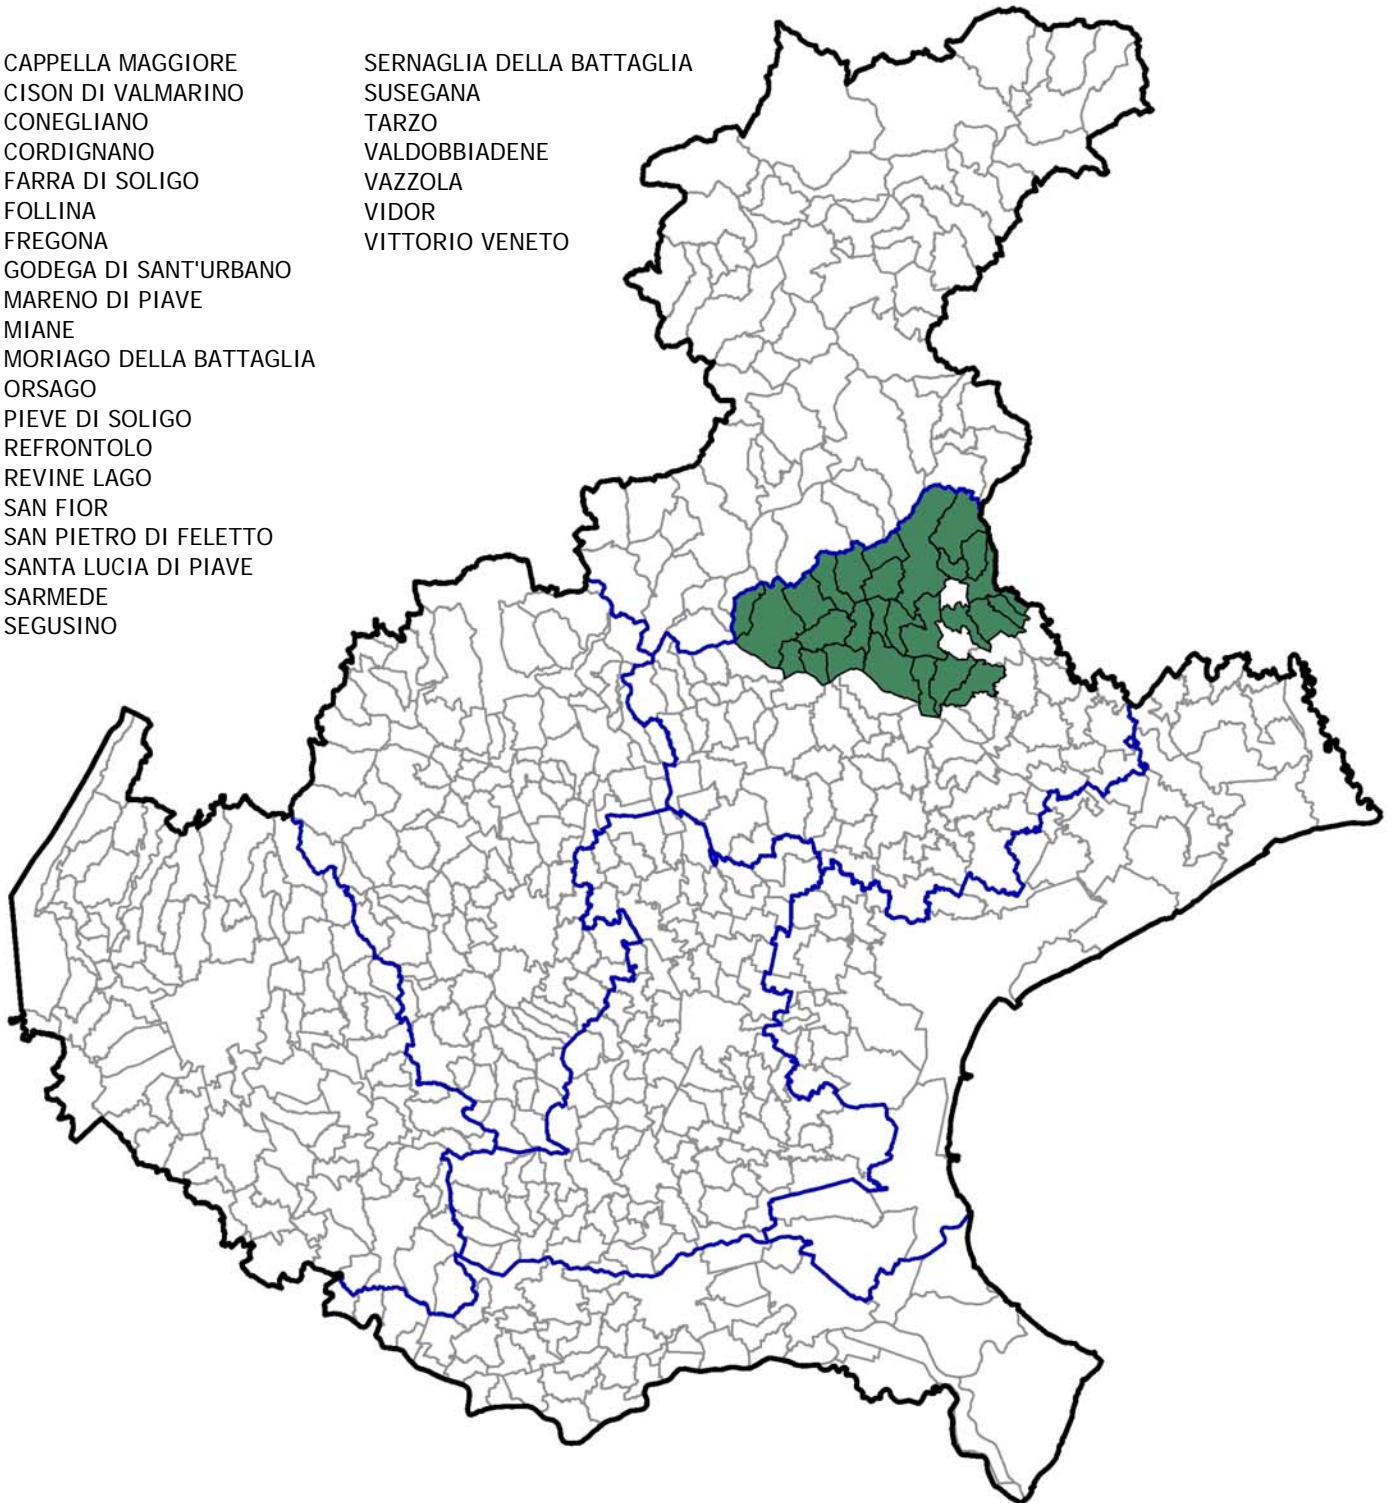 CAPPELLA MAGGIORE
CISON DI VALMARINO
CONEGLIANO
CORDIGNANO
FARRA DI SOLIGO
FOLLINA
FREGONA
GODEGA DI SANT'URBANO
MARENO DI PIAVE
MIANE
MORIAGO DELLA BATTAGLIA
ORSAGO
PIEVE DI SOLIGO
REFRONTOLO
REVINE LAGO
SAN FIOR
SAN PIETRO DI FELETTO
SANTA LUCIA DI PIAVE
SARMEDE
SEGUSINO
SERNAGLIA DELLA BATTAGLIA
SUSEGANA
TARZO
VALDOBBIADENE
VAZZOLA
VIDOR
VITTORIO VENETO